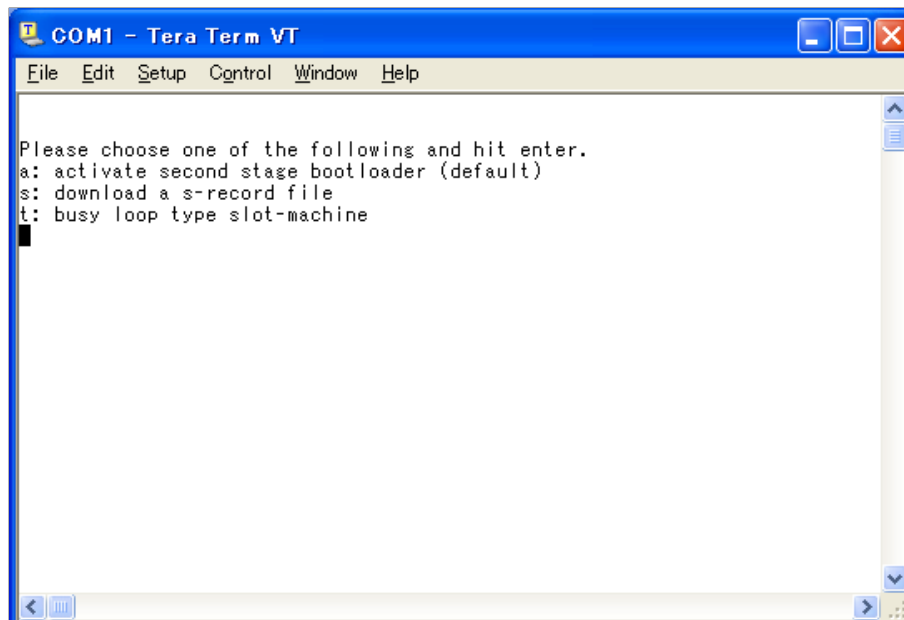 COM1 - Tera Term VT
File Edit Setup Control Window Help
Please choose one of the following and hit enter.
a: activate second stage bootloader (default)
s: download a s-record file
t: busy loop type slot-machine